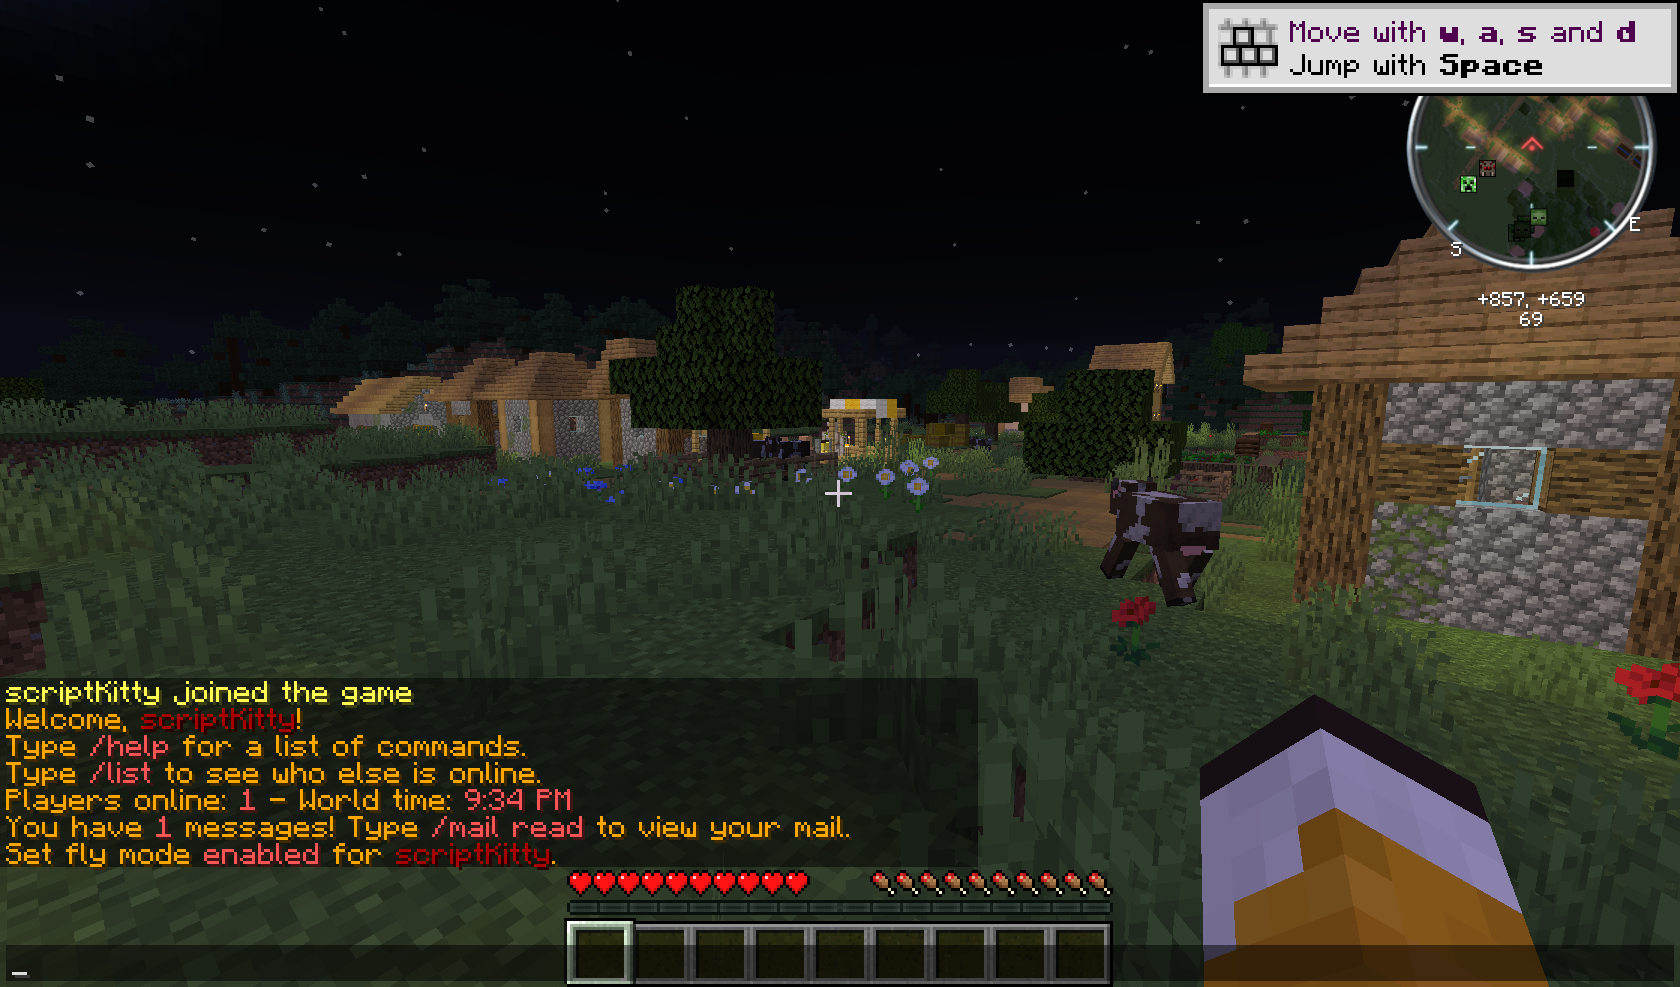 Move with w, a, s and d
Jump with Space
E
S
+857, +659
69
scriptKitty joined the game
Welcome, scriptKitty!
Type /help for a list of commands.
Type /list to see who else is online.
Players online: 1 - World time: 9:34 PM
You have 1 messages! Type /mail read to view your mail.
Set fly mode enabled for scriptKitty.
_